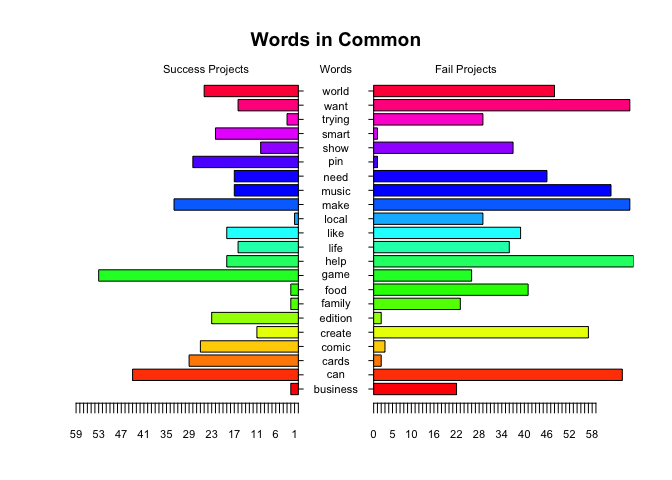 Words in Common
Success Projects Words Fail Projects
world
want
trying
smart
show
pin
need
music
make
local
like
life
help
game
food
family
edition
create
comic
cards
can
business
59 53 47 41 35 29 23 17 11 6 1 0 5 10 16 22 28 34 40 46 52 58